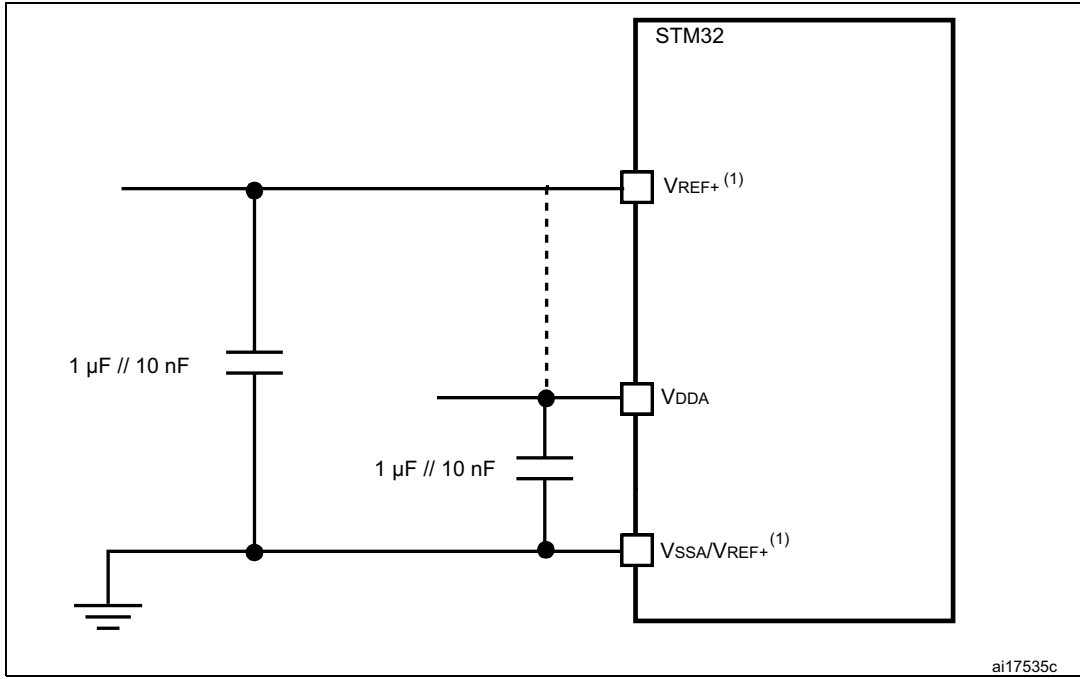 STM32
VREF+ (1)
1 µF // 10 nF
VDDA
1 µF // 10 nF
VSSA/VREF+ (1)
ai17535c